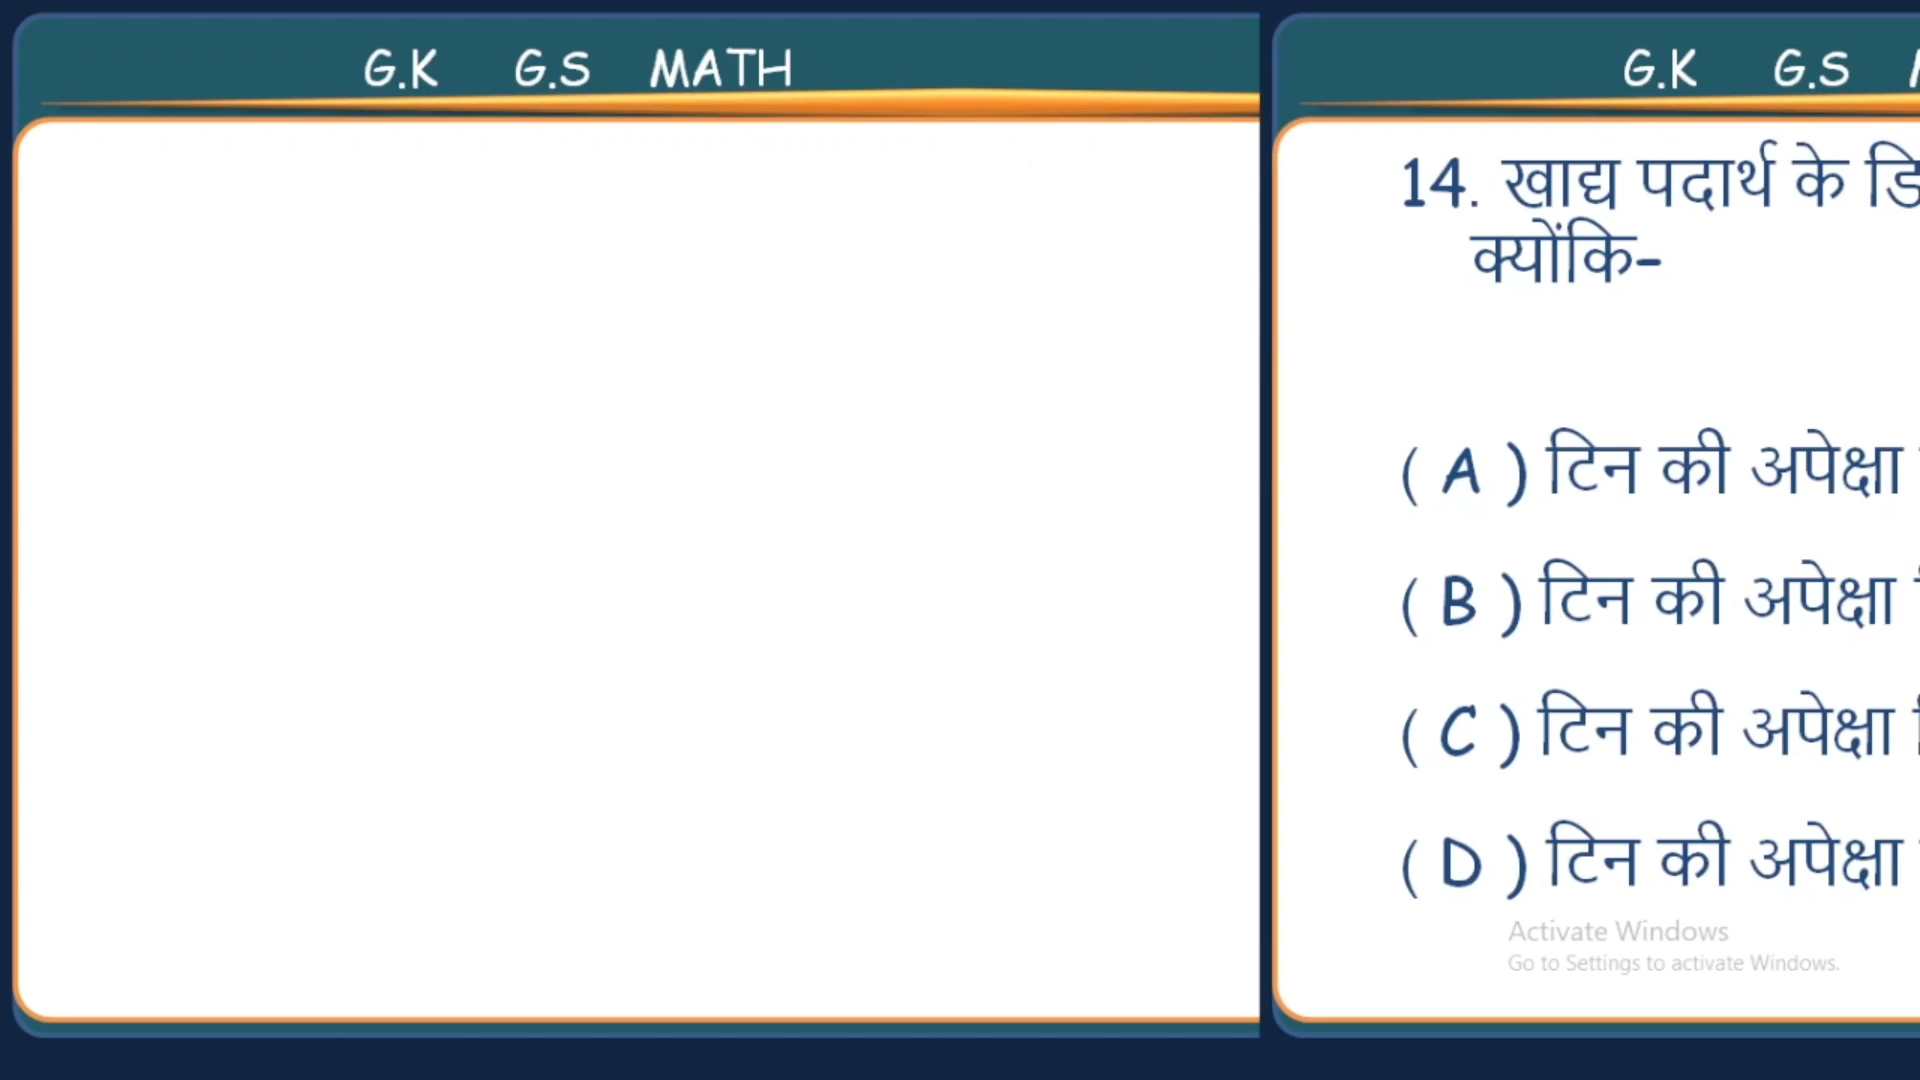 G.K G.S MATH
G.K G.S
14. खाद्य पदार्थ के
क्योंकि-
( A ) टिन की अपेक्षा
( B ) टिन की अपेक्षा
( C ) टिन की अपेक्षा
( D ) टिन की अपेक्षा
Activate Windows
Go to Settings to activate Windows.